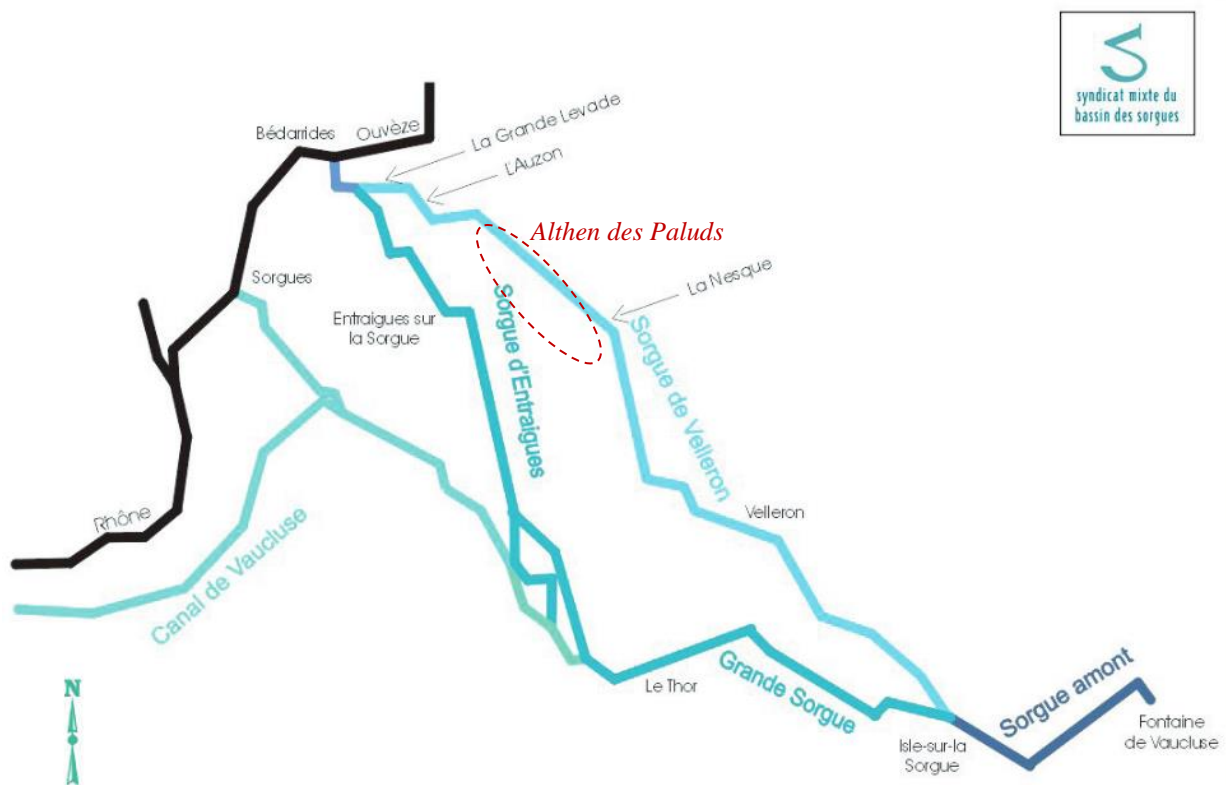 syndicat mixte du
bassin des sorgues
Bédarrides
Ouvèze
La Grande Levade
L'Auzon
Althen des Paluds
Sorgues
La Nesque
Entraigues sur
la Sorgue
Sorgue d'Entraigues
Sorgue de Velleron
Velleron
Rhône
Canal de Vaucluse
Le Thor
Grande Sorgue
Sorgue amont
Isle-sur-la
Sorgue
Fontaine
de Vaucluse
N